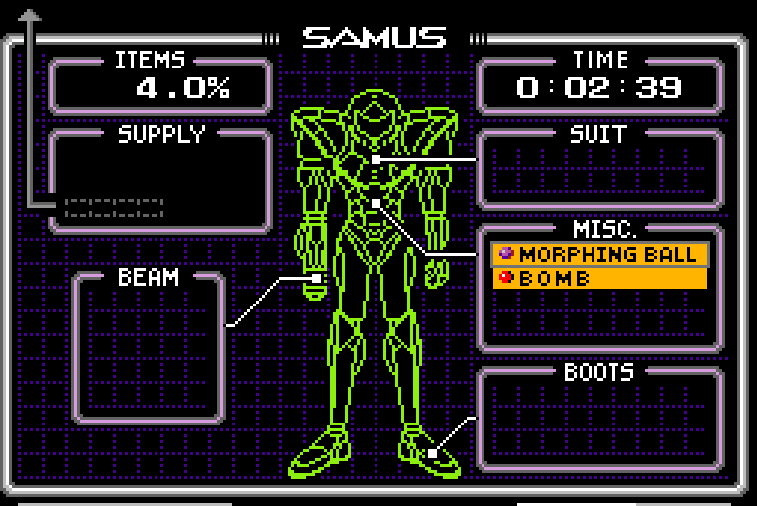 SAMUS
ITEMS
4.0%
TIME
0:02:39
SUPPLY
SUIT
MISC.
MORPHING BALL
BOMB
BEAM
BOOTS